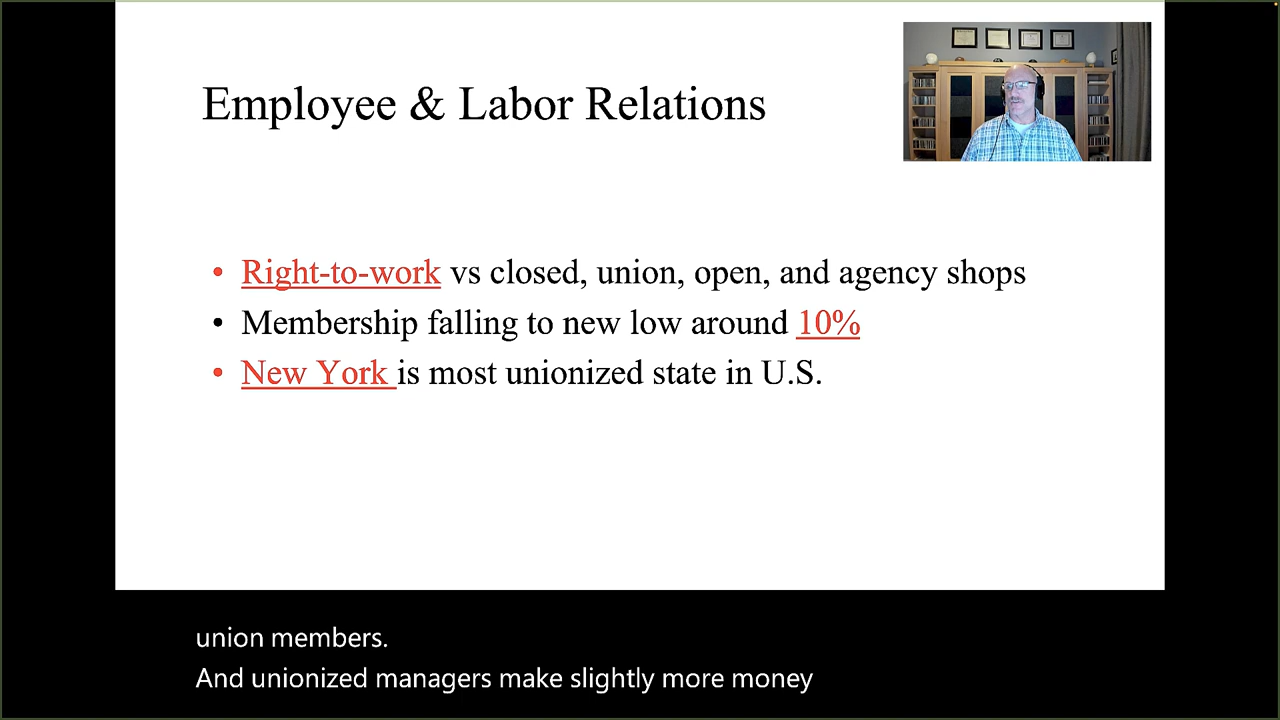 Employee & Labor Relations
• Right-to-work vs closed, union, open, and agency shops
• Membership falling to new low around 10%
• New York is most unionized state in U.S.
union members.
And unionized managers make slightly more money